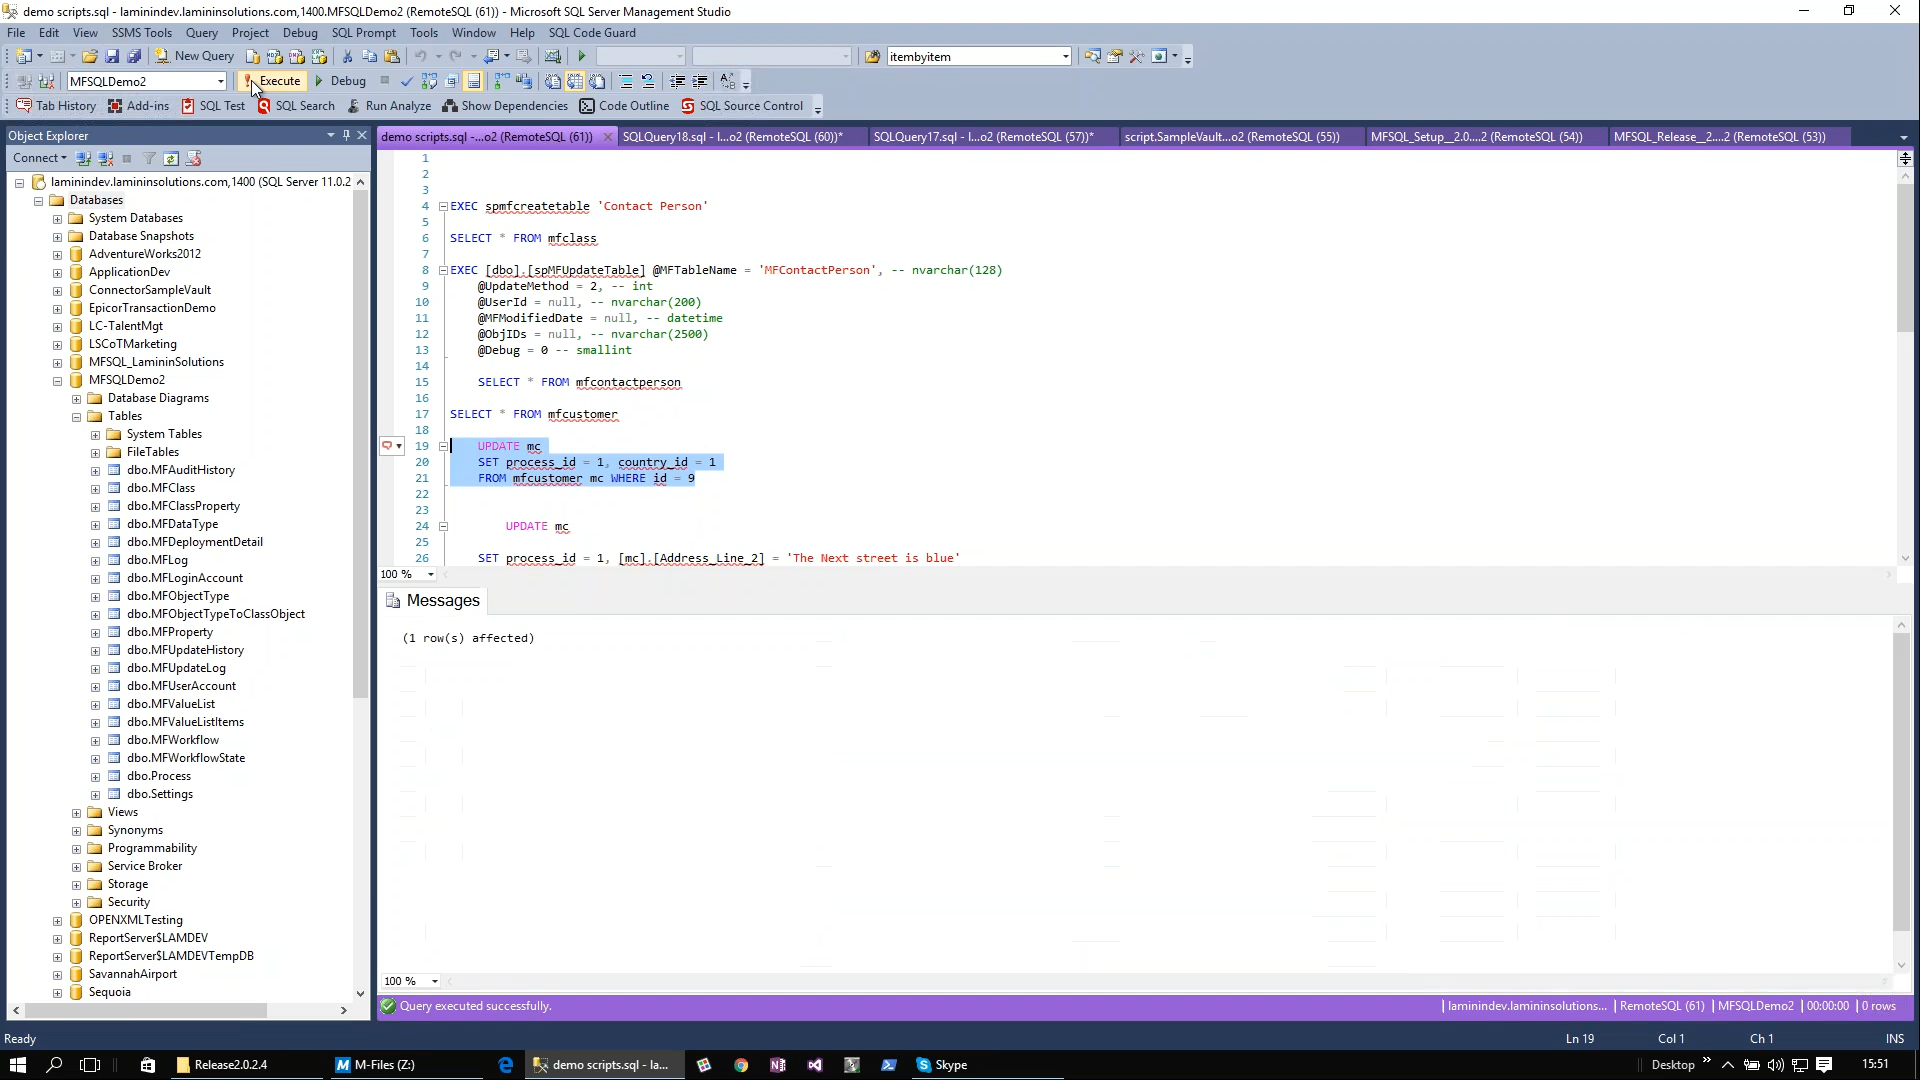 demo scripts.sql - laminindev.lamininsolutions.com,1400.MFSQLDemo2 (RemoteSQL (61)) - Microsoft SQL Server Management Studio
File Edit View SSMS Tools Query Project Debug SQL Prompt Tools Window Help SQL Code Guard
New Query itembyitem
MFSQLDemo2 Execute Debug
Tab History Add-ins SQL Test SQL Search Run Analyze Show Dependencies Code Outline SQL Source Control
Object Explorer
Connect
laminindev.lamininsolutions.com,1400 (SQL Server 11.0.2
Databases
System Databases
Database Snapshots
AdventureWorks2012
ApplicationDev
ConnectorSampleVault
EpicorTransactionDemo
LC-TalentMgt
LSCoTMarketing
MFSQL_LamininSolutions
MFSQLDemo2
Database Diagrams
Tables
System Tables
FileTables
dbo.MFAuditHistory
dbo.MFClass
dbo.MFClassProperty
dbo.MFDataType
dbo.MFDeploymentDetail
dbo.MFLog
dbo.MFLoginAccount
dbo.MFObjectType
dbo.MFObjectTypeToClassObject
dbo.MFProperty
dbo.MFUpdateHistory
dbo.MFUpdateLog
dbo.MFUserAccount
dbo.MFValueList
dbo.MFValueListItems
dbo.MFWorkflow
dbo.MFWorkflowState
dbo.Process
dbo.Settings
Views
Synonyms
Programmability
Service Broker
Storage
Security
OPENXMLTesting
ReportServer$LAMDEV
ReportServer$LAMDEVTempDB
SavannahAirport
Sequoia
demo scripts.sql -...o2 (RemoteSQL (61)) SQLQuery18.sql - l...o2 (RemoteSQL (60))* SQLQuery17.sql - l...o2 (RemoteSQL (57))* script.SampleVault...o2 (RemoteSQL (55)) MFSQL_Setup__2.0....2 (RemoteSQL (54)) MFSQL_Release__2....2 (RemoteSQL (53))
1
2
3
4 EXEC spmfcreatetable 'Contact Person'
5
6 SELECT * FROM mfclass
7
8 EXEC [dbo].[spMFUpdateTable] @MFTableName = 'MFContactPerson', -- nvarchar(128)
9 @UpdateMethod = 2, -- int
10 @UserId = null, -- nvarchar(200)
11 @MFModifiedDate = null, -- datetime
12 @ObjIDs = null, -- nvarchar(2500)
13 @Debug = 0 -- smallint
14
15 SELECT * FROM mfcontactperson
16
17 SELECT * FROM mfcustomer
18
19 UPDATE mc
20 SET process_id = 1, country_id = 1
21 FROM mfcustomer mc WHERE id = 9
22
23
24 UPDATE mc
25
26 SET process_id = 1, [mc].[Address_Line_2] = 'The Next street is blue'
100 %
Messages
(1 row(s) affected)
100 %
Query executed successfully. laminindev.lamininsolutions... RemoteSQL (61) MFSQLDemo2 00:00:00 0 rows
Ready Ln 19 Col 1 Ch 1 INS
Release2.0.2.4 M-Files (Z:) demo scripts.sql - la... Skype Desktop 15:51